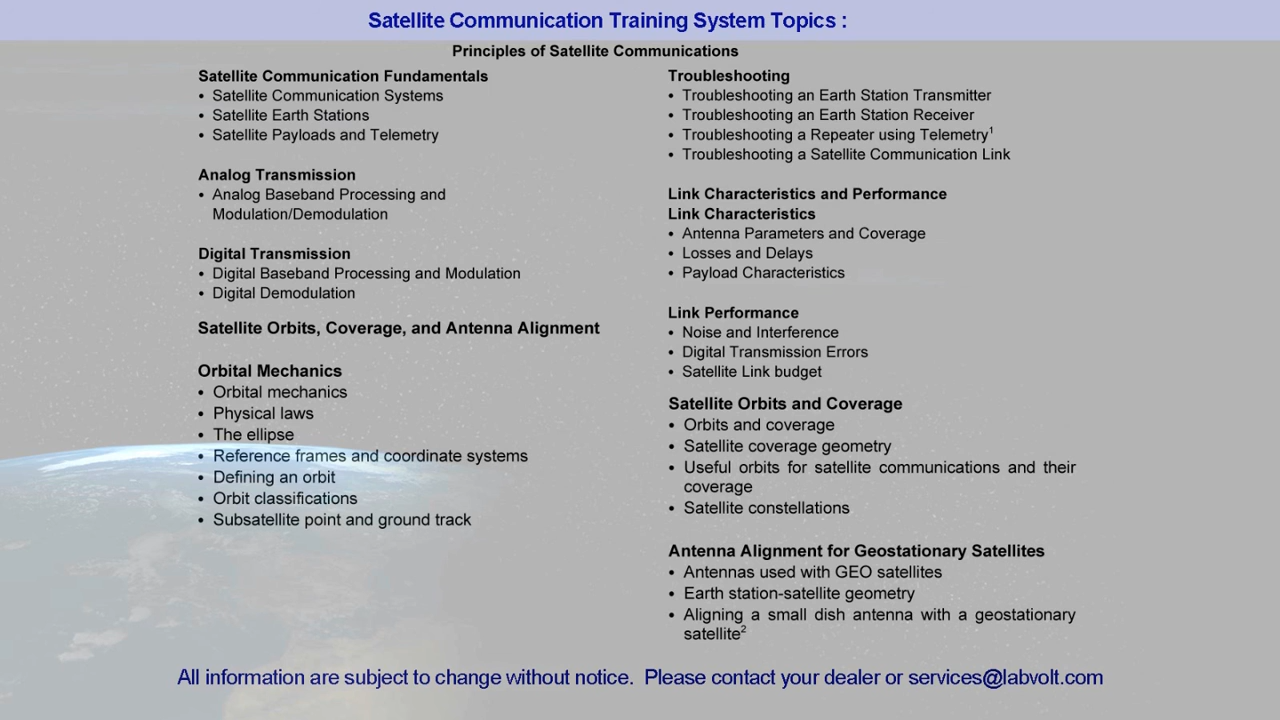 Satellite Communication Training System Topics :
Principles of Satellite Communications
Satellite Communication Fundamentals
• Satellite Communication Systems
• Satellite Earth Stations
• Satellite Payloads and Telemetry
Analog Transmission
• Analog Baseband Processing and
Modulation/Demodulation
Digital Transmission
• Digital Baseband Processing and Modulation
• Digital Demodulation
Satellite Orbits, Coverage, and Antenna Alignment
Orbital Mechanics
• Orbital mechanics
• Physical laws
• The ellipse
• Reference frames and coordinate systems
• Defining an orbit
• Orbit classifications
• Subsatellite point and ground track
Troubleshooting
• Troubleshooting an Earth Station Transmitter
• Troubleshooting an Earth Station Receiver
• Troubleshooting a Repeater using Telemetry¹
• Troubleshooting a Satellite Communication Link
Link Characteristics and Performance
Link Characteristics
• Antenna Parameters and Coverage
• Losses and Delays
• Payload Characteristics
Link Performance
• Noise and Interference
• Digital Transmission Errors
• Satellite Link budget
Satellite Orbits and Coverage
• Orbits and coverage
• Satellite coverage geometry
• Useful orbits for satellite communications and their
coverage
• Satellite constellations
Antenna Alignment for Geostationary Satellites
• Antennas used with GEO satellites
• Earth station-satellite geometry
• Aligning a small dish antenna with a geostationary
satellite²
All information are subject to change without notice. Please contact your dealer or services@labvolt.com